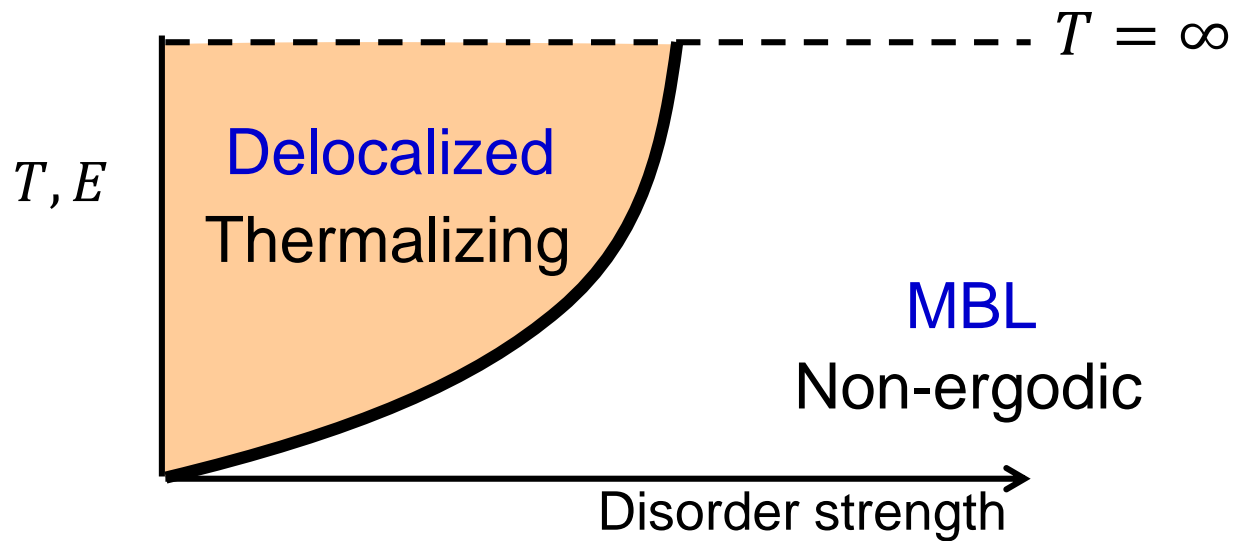 T = ∞
Delocalized
T, E
Thermalizing
MBL
Non-ergodic
Disorder strength